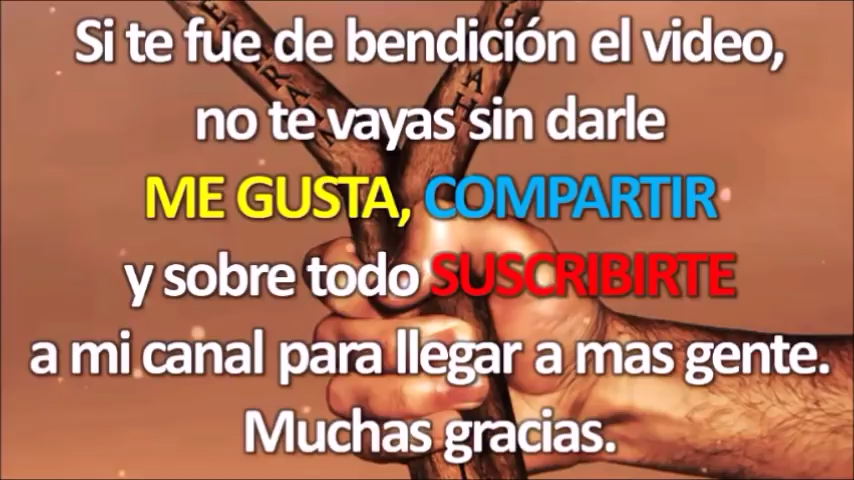 Si te fue de bendición el video,
no te vayas sin darle
ME GUSTA, COMPARTIR
y sobre todo SUSCRIBIRTE
a mi canal para llegar a mas gente.
Muchas gracias.